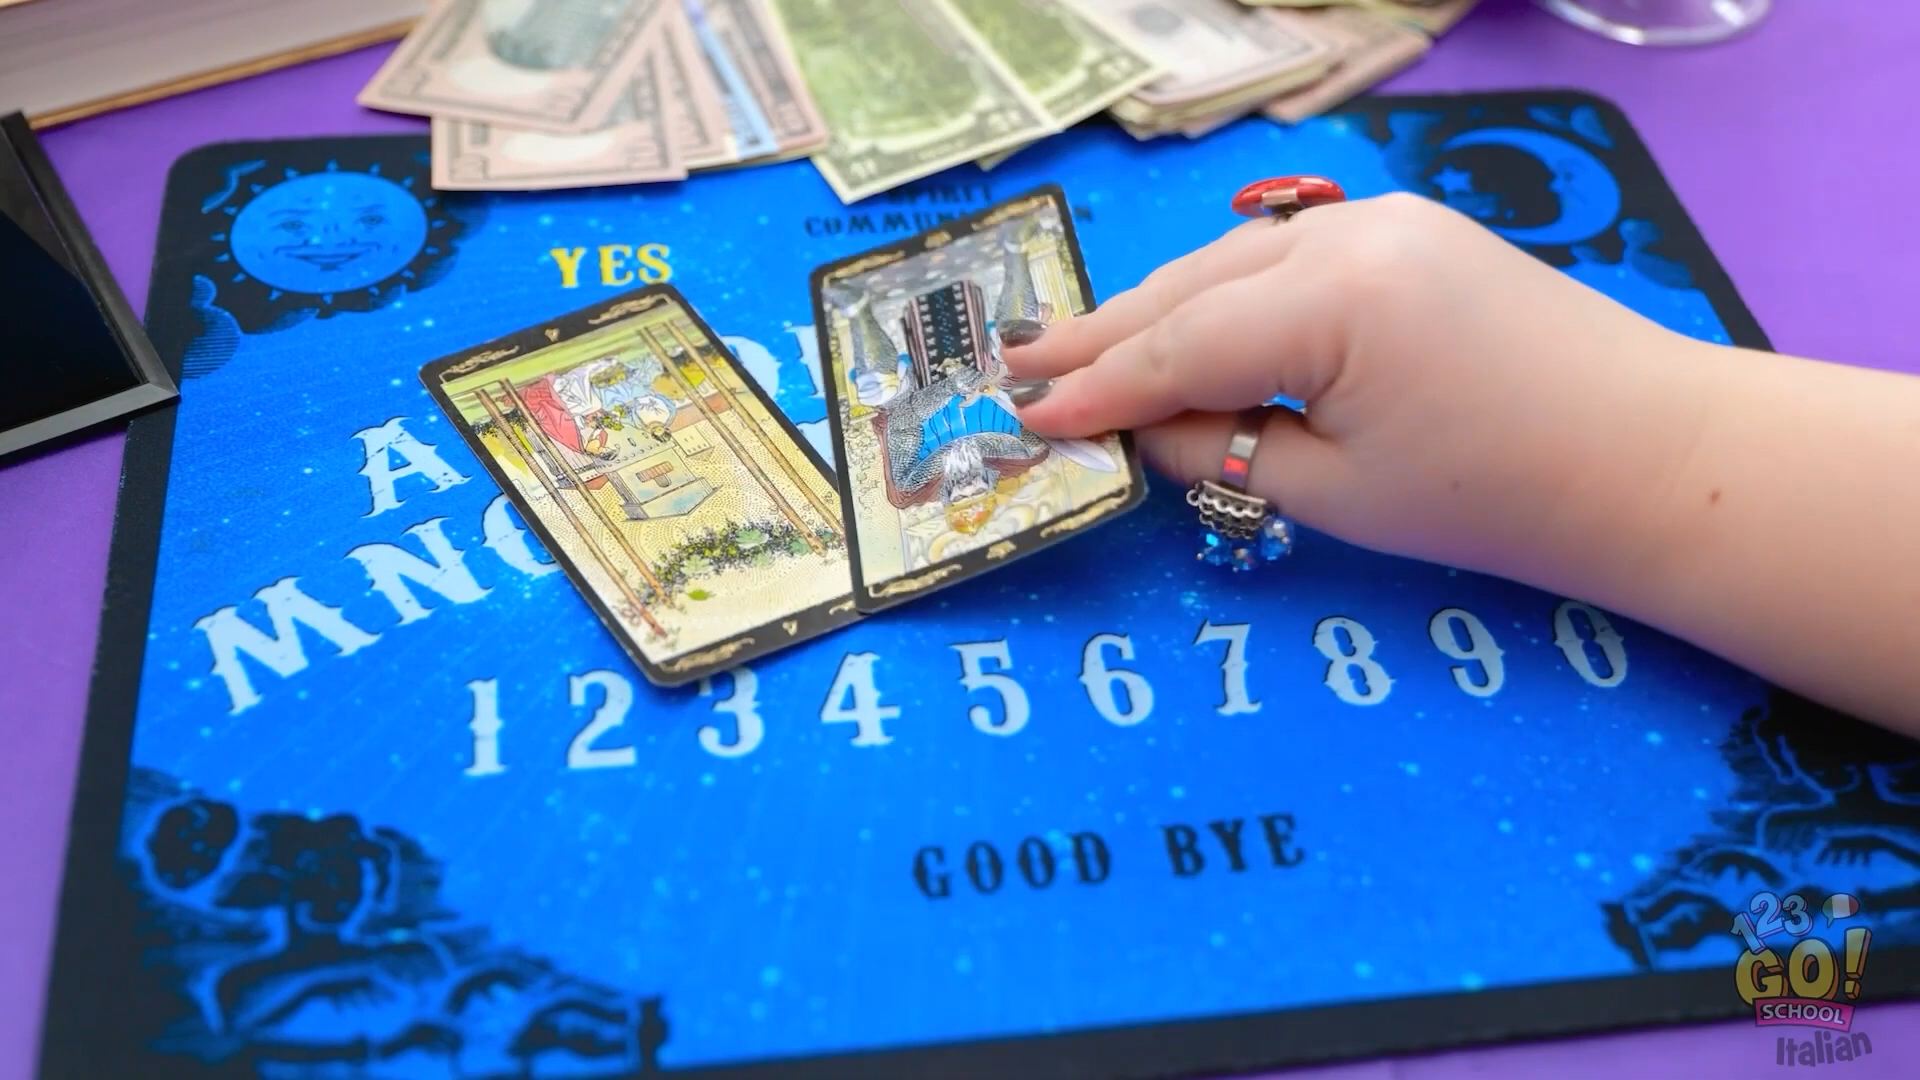 SPIRIT
YES
A
MNO
1 2 3 4 5 6 7 8 9 0
GOOD BYE
123
GO!
SCHOOL
Italian